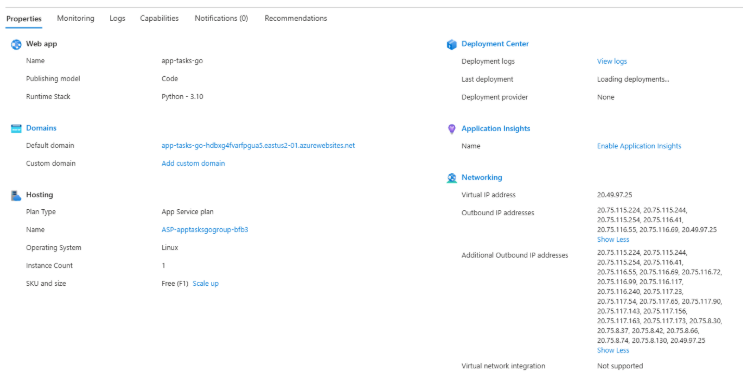 Properties Monitoring Logs Capabilities Notifications (0) Recommendations
Web app
Name app-tasks-go
Publishing model Code
Runtime Stack Python - 3.10
Domains
Default domain app-tasks-go-hdbxg4fvarfpgua5.eastus2-01.azurewebsites.net
Custom domain Add custom domain
Hosting
Plan Type App Service plan
Name ASP-apptasksgogroup-bfb3
Operating System Linux
Instance Count 1
SKU and size Free (F1) Scale up
Deployment Center
Deployment logs View logs
Last deployment Loading deployments...
Deployment provider None
Application Insights
Name Enable Application Insights
Networking
Virtual IP address 20.49.97.25
Outbound IP addresses 20.75.115.224, 20.75.115.244,
20.75.115.254, 20.75.116.41,
20.75.116.55, 20.75.116.69, 20.49.97.25
Show Less
Additional Outbound IP addresses 20.75.115.224, 20.75.115.244,
20.75.115.254, 20.75.116.41,
20.75.116.55, 20.75.116.69, 20.75.116.72,
20.75.116.99, 20.75.116.117,
20.75.116.240, 20.75.117.23,
20.75.117.54, 20.75.117.65, 20.75.117.90,
20.75.117.143, 20.75.117.156,
20.75.117.163, 20.75.117.173, 20.75.8.30,
20.75.8.37, 20.75.8.42, 20.75.8.66,
20.75.8.74, 20.75.8.130, 20.49.97.25
Show Less
Virtual network integration Not supported